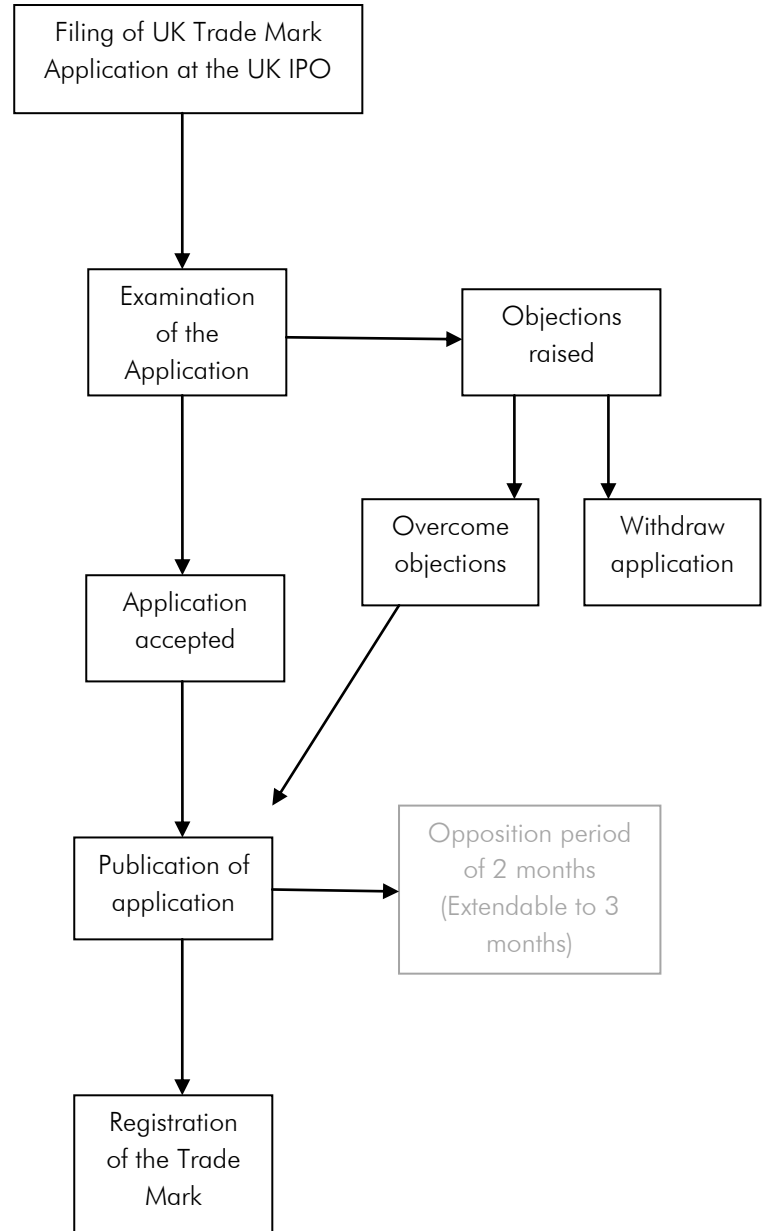 Filing of UK Trade Mark
Application at the UK IPO
Examination
of the
Application
Objections
raised
Overcome
objections
Withdraw
application
Application
accepted
Publication of
application
Opposition period
of 2 months
(Extendable to 3
months)
Registration
of the Trade
Mark